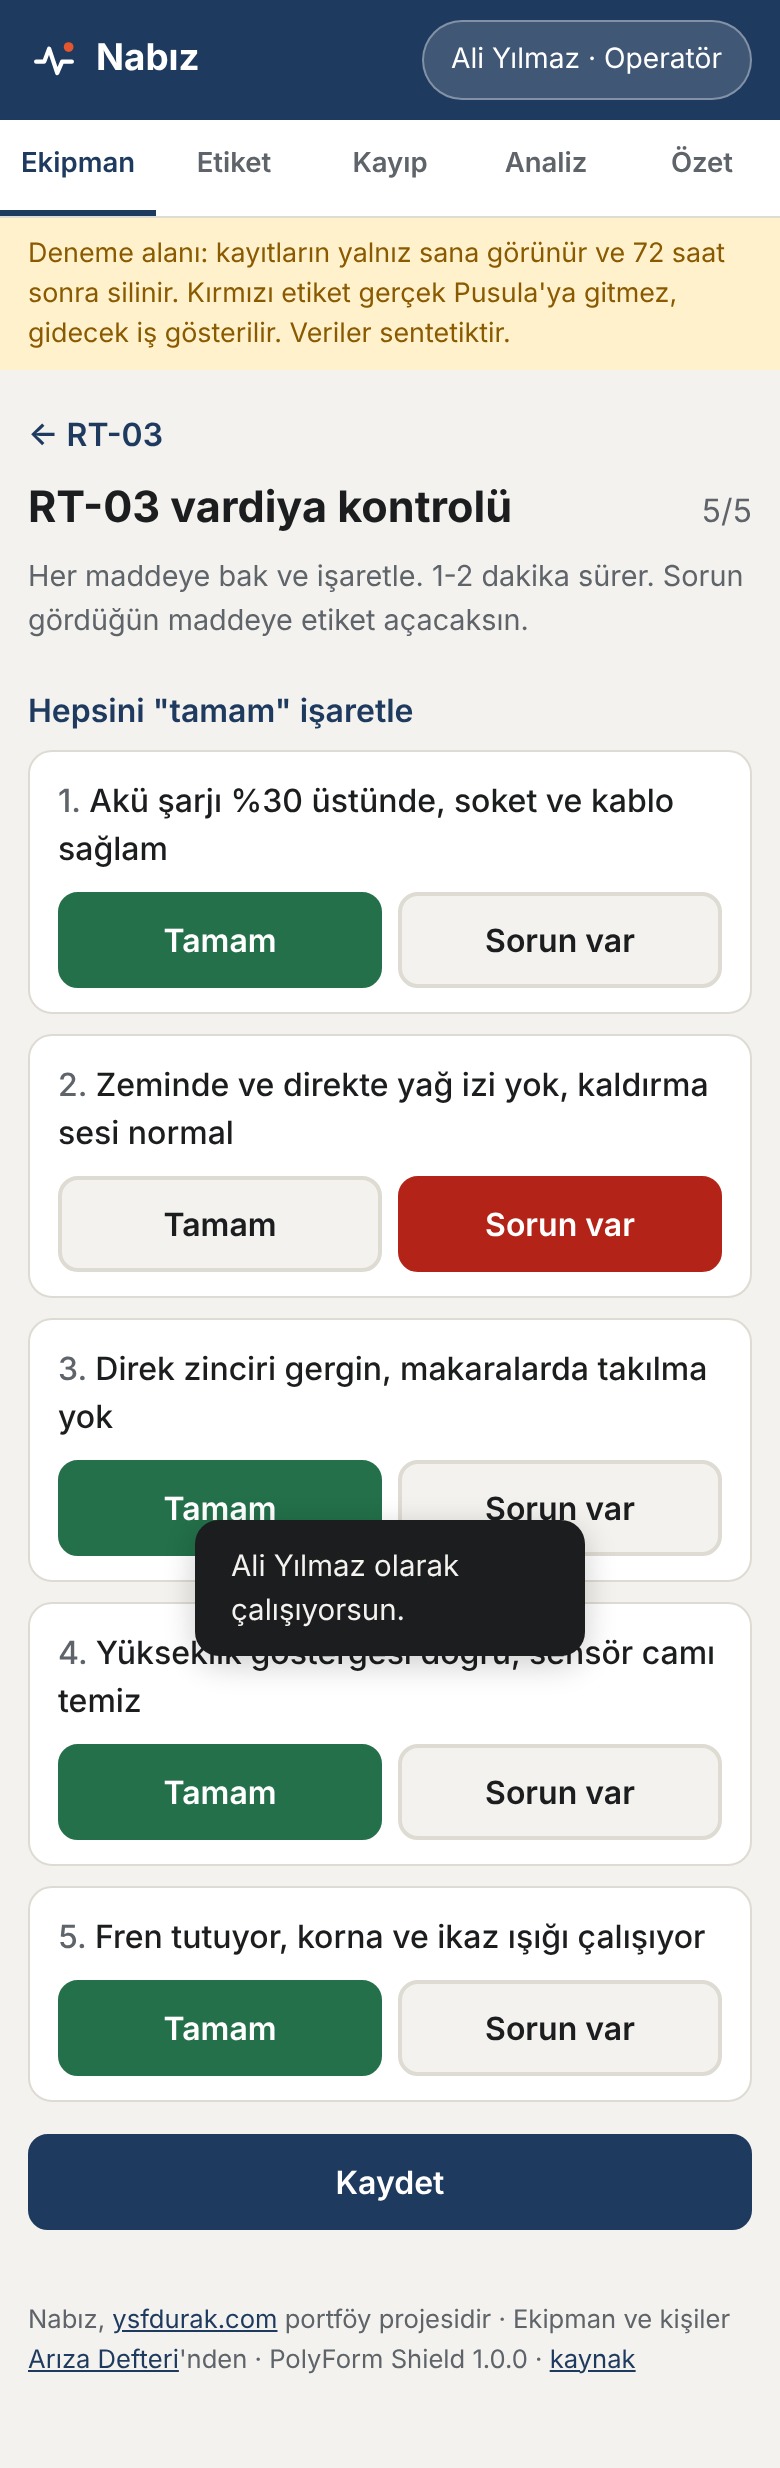 Nabız
Ali Yılmaz · Operatör
Ekipman Etiket Kayıp Analiz Özet
Deneme alanı: kayıtların yalnız sana görünür ve 72 saat
sonra silinir. Kırmızı etiket gerçek Pusula'ya gitmez,
gidecek iş gösterilir. Veriler sentetiktir.
← RT-03
RT-03 vardiya kontrolü 5/5
Her maddeye bak ve işaretle. 1-2 dakika sürer. Sorun
gördüğün maddeye etiket açacaksın.
Hepsini "tamam" işaretle
1. Akü şarjı %30 üstünde, soket ve kablo
sağlam
Tamam Sorun var
2. Zeminde ve direkte yağ izi yok, kaldırma
sesi normal
Tamam Sorun var
3. Direk zinciri gergin, makaralarda takılma
yok
Tamam Sorun var
Ali Yılmaz olarak
çalışıyorsun.
4. Yükseklik göstergesi doğru, sensör camı
temiz
Tamam Sorun var
5. Fren tutuyor, korna ve ikaz ışığı çalışıyor
Tamam Sorun var
Kaydet
Nabız, ysfdurak.com portföy projesidir · Ekipman ve kişiler
Arıza Defteri'nden · PolyForm Shield 1.0.0 · kaynak